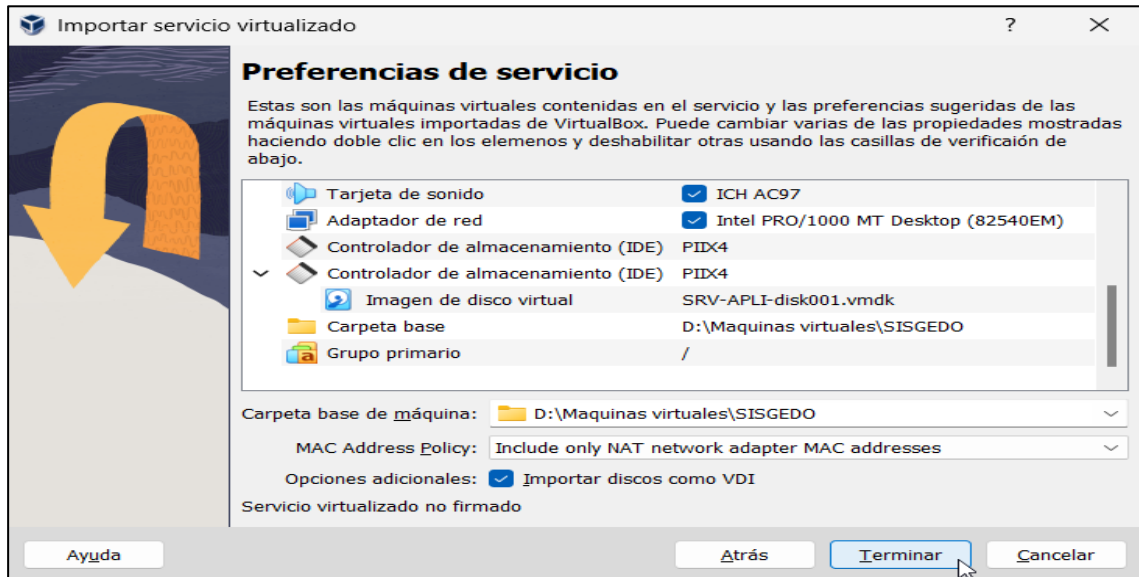 Importar servicio virtualizado ? ×
Preferencias de servicio
Estas son las máquinas virtuales contenidas en el servicio y las preferencias sugeridas de las
máquinas virtuales importadas de VirtualBox. Puede cambiar varias de las propiedades mostradas
haciendo doble clic en los elemenos y deshabilitar otras usando las casillas de verificaión de
abajo.
Tarjeta de sonido ICH AC97
Adaptador de red Intel PRO/1000 MT Desktop (82540EM)
Controlador de almacenamiento (IDE) PIIX4
Controlador de almacenamiento (IDE) PIIX4
Imagen de disco virtual SRV-APLI-disk001.vmdk
Carpeta base D:\Maquinas virtuales\SISGEDO
Grupo primario /
Carpeta base de máquina: D:\Maquinas virtuales\SISGEDO
MAC Address Policy: Include only NAT network adapter MAC addresses
Opciones adicionales: Importar discos como VDI
Servicio virtualizado no firmado
Ayuda Atrás Terminar Cancelar